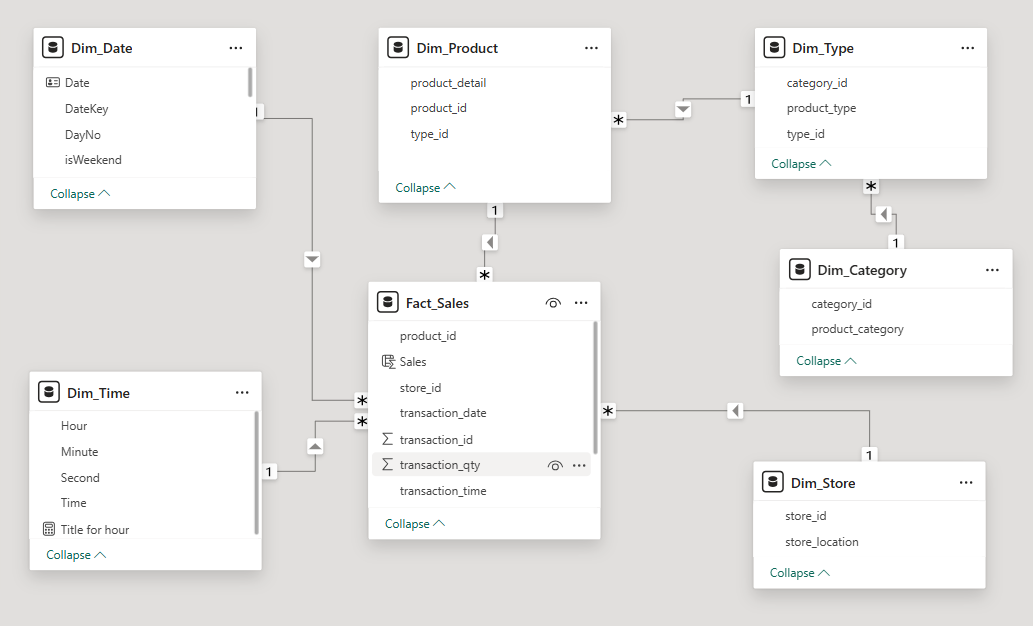 Dim_Date ...
Date
DateKey
DayNo
isWeekend
Collapse
1
Dim_Product ...
product_detail
product_id
type_id
Collapse
*
1
1
Dim_Type ...
category_id
product_type
type_id
Collapse
*
1
Dim_Category ...
category_id
product_category
Collapse
*
Fact_Sales ...
product_id
Sales
store_id
transaction_date
Σ transaction_id
Σ transaction_qty ...
transaction_time
Collapse
*
*
*
Dim_Time ...
Hour
Minute
Second
Time
Title for hour
Collapse
1
1
Dim_Store ...
store_id
store_location
Collapse